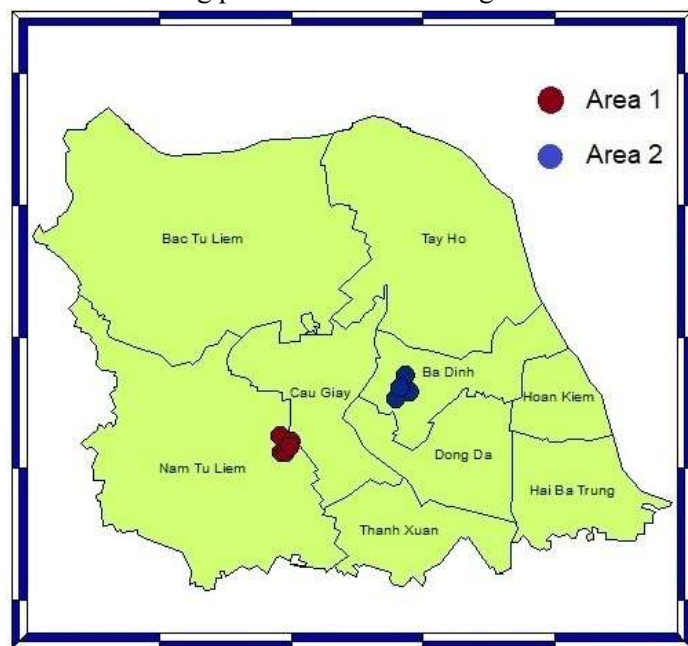 Area 1
Area 2
Bac Tu Liem
Tay Ho
Ba Dinh
Cau Giay
Hoan Kiem
Dong Da
Nam Tu Liem
Hai Ba Trung
Thanh Xuan